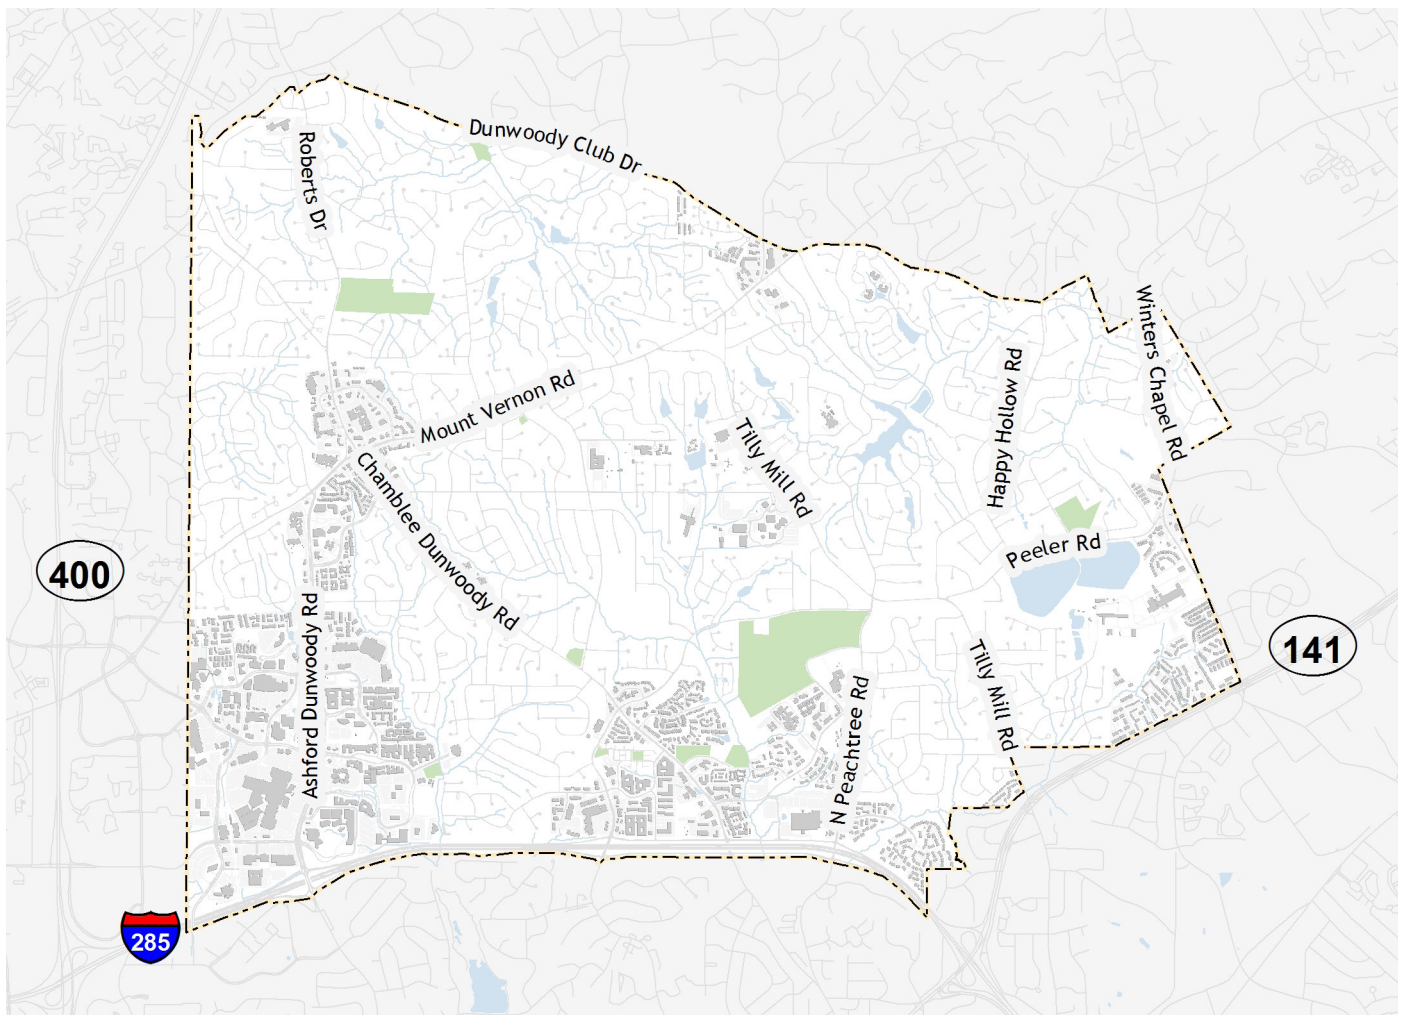 Dunwoody Club Dr
Roberts Dr
Winters Chapel Rd
Happy Hollow Rd
Mount Vernon Rd
Tilly Mill Rd
Chamblee Dunwoody Rd
Peeler Rd
400
Ashford Dunwoody Rd
Tilly Mill Rd
141
N Peachtree Rd
285